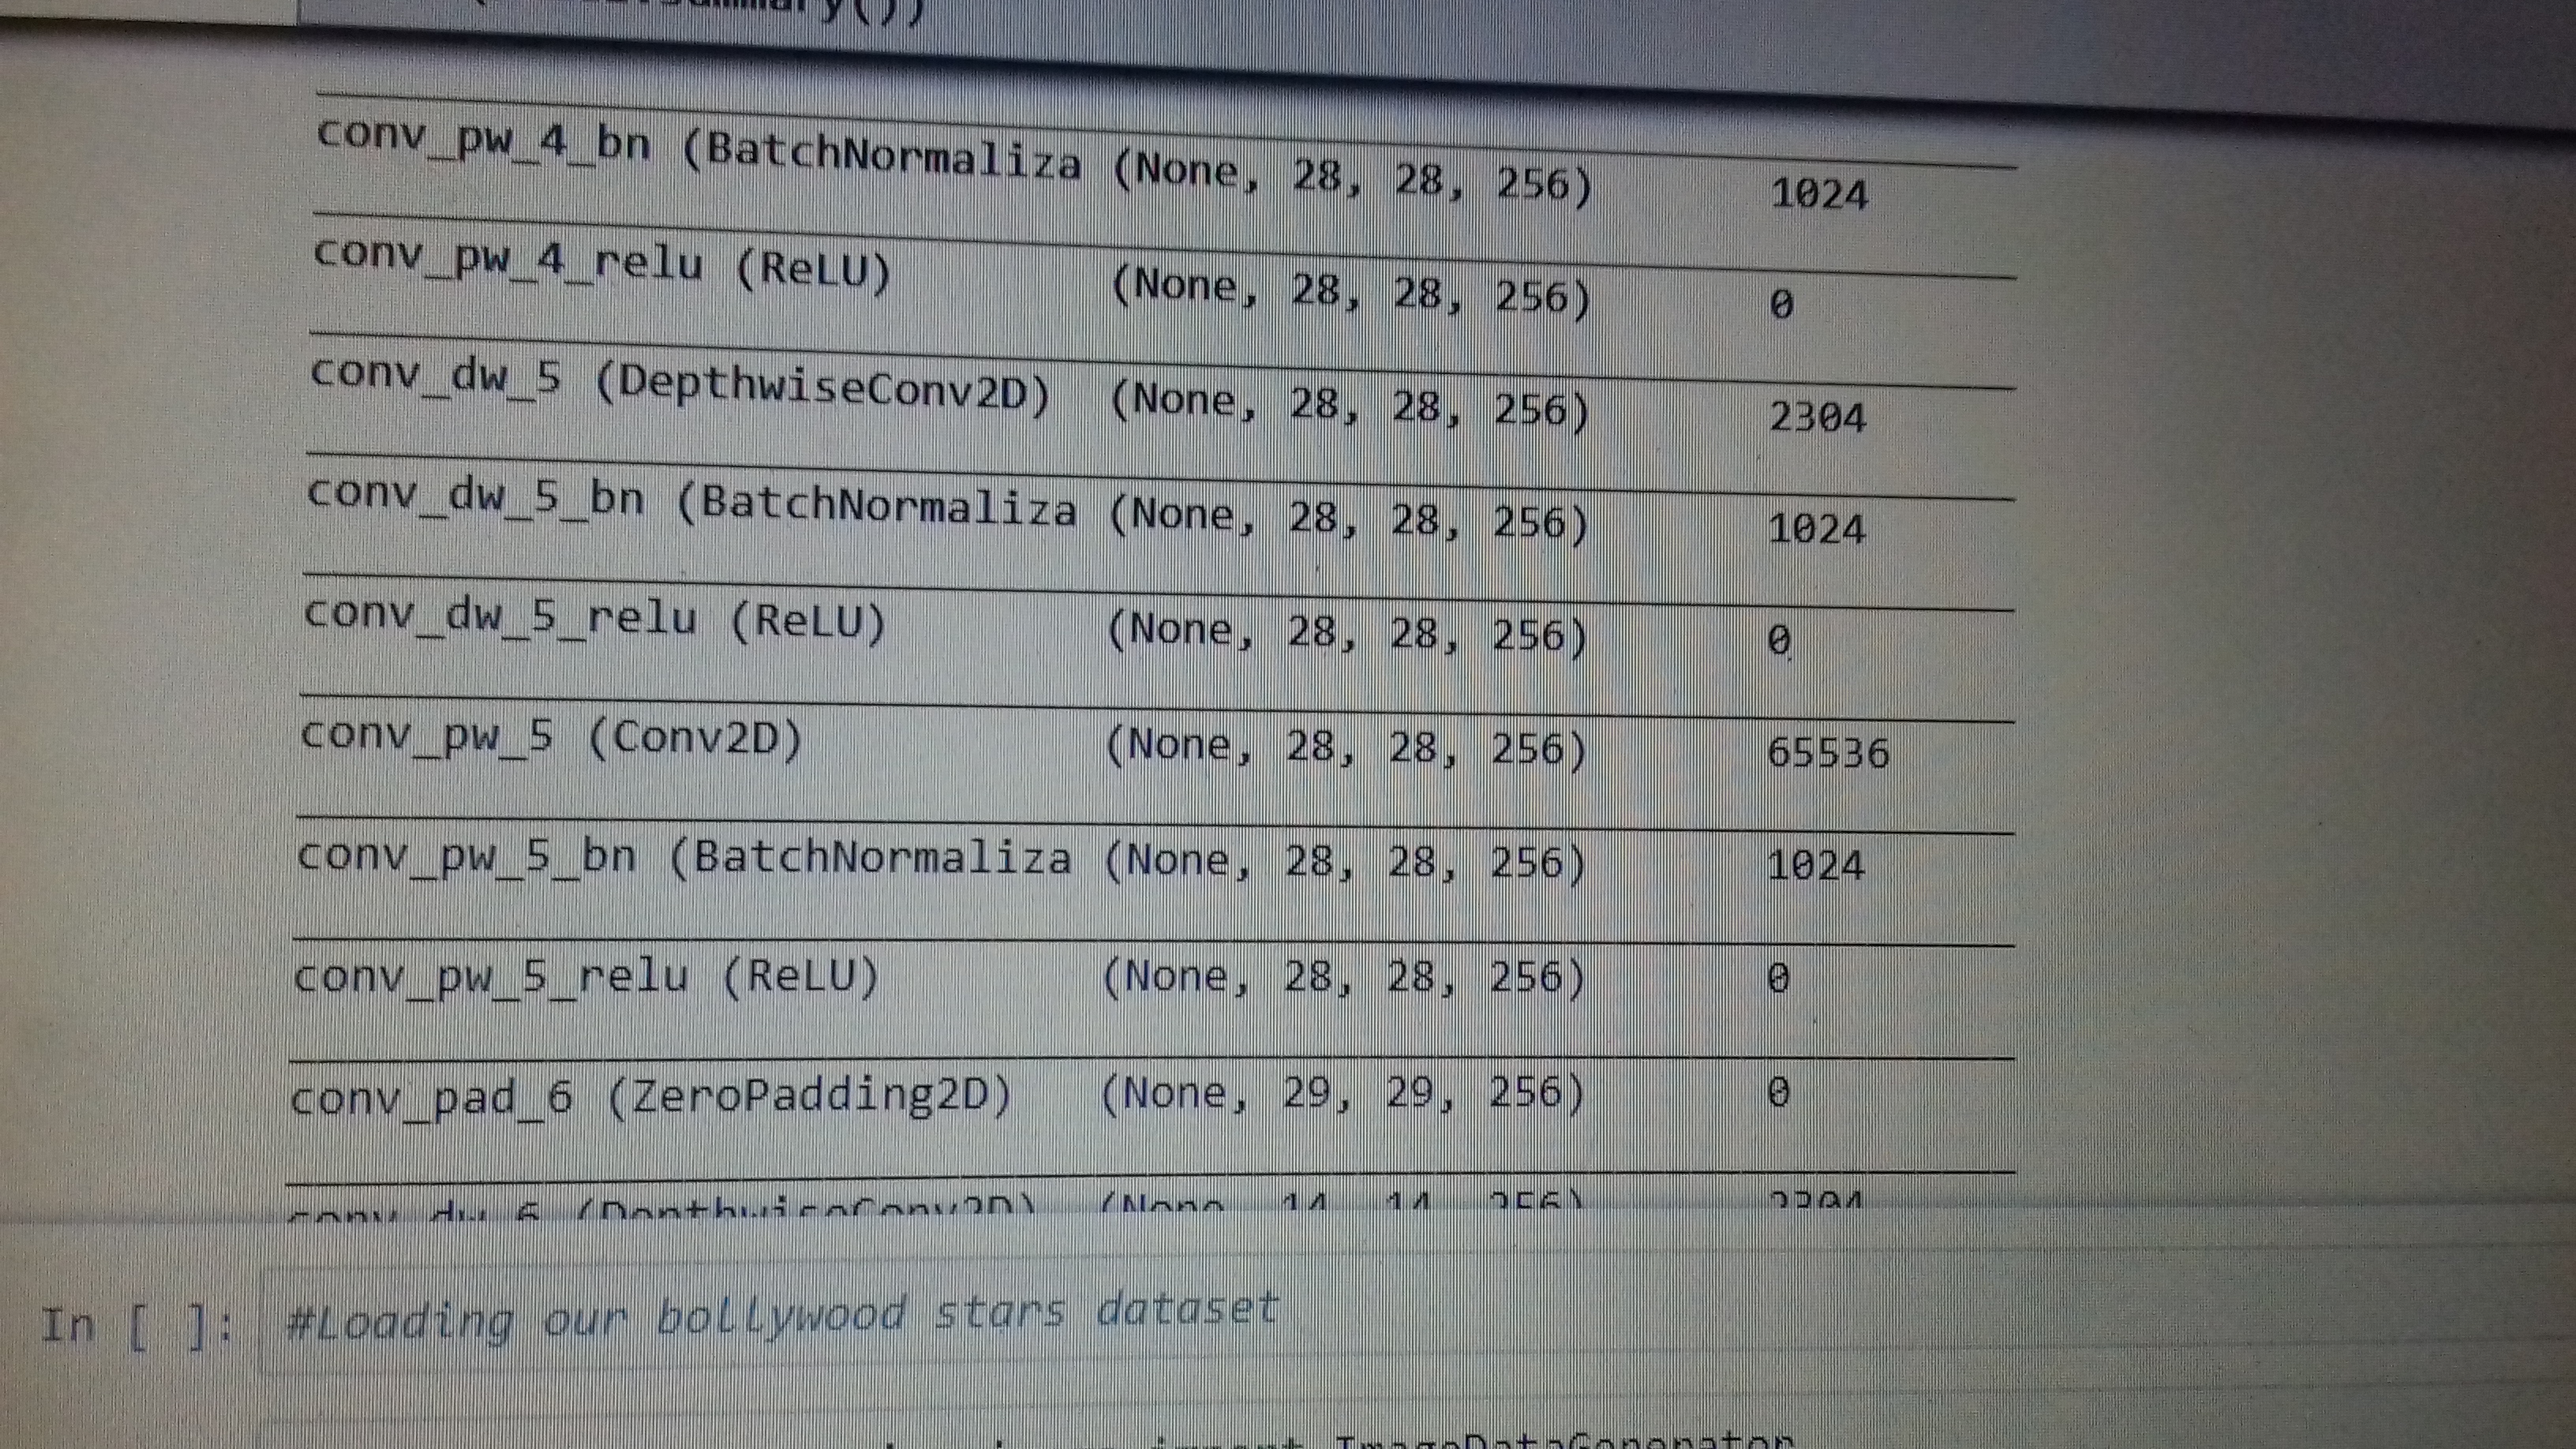 conv_pw_4_bn (BatchNormaliza (None, 28, 28, 256) 1024
conv_pw_4_relu (ReLU) (None, 28, 28, 256) 0
conv_dw_5 (DepthwiseConv2D) (None, 28, 28, 256) 2304
conv_dw_5_bn (BatchNormaliza (None, 28, 28, 256) 1024
conv_dw_5_relu (ReLU) (None, 28, 28, 256) 0
conv_pw_5 (Conv2D) (None, 28, 28, 256) 65536
conv_pw_5_bn (BatchNormaliza (None, 28, 28, 256) 1024
conv_pw_5_relu (ReLU) (None, 28, 28, 256) 0
conv_pad_6 (ZeroPadding2D) (None, 29, 29, 256) 0
conv_dw_6 (DepthwiseConv2D) (None, 14, 14, 256) 2304
In [ ]: #Loading our bollywood stars dataset
import ImageDataGenerator